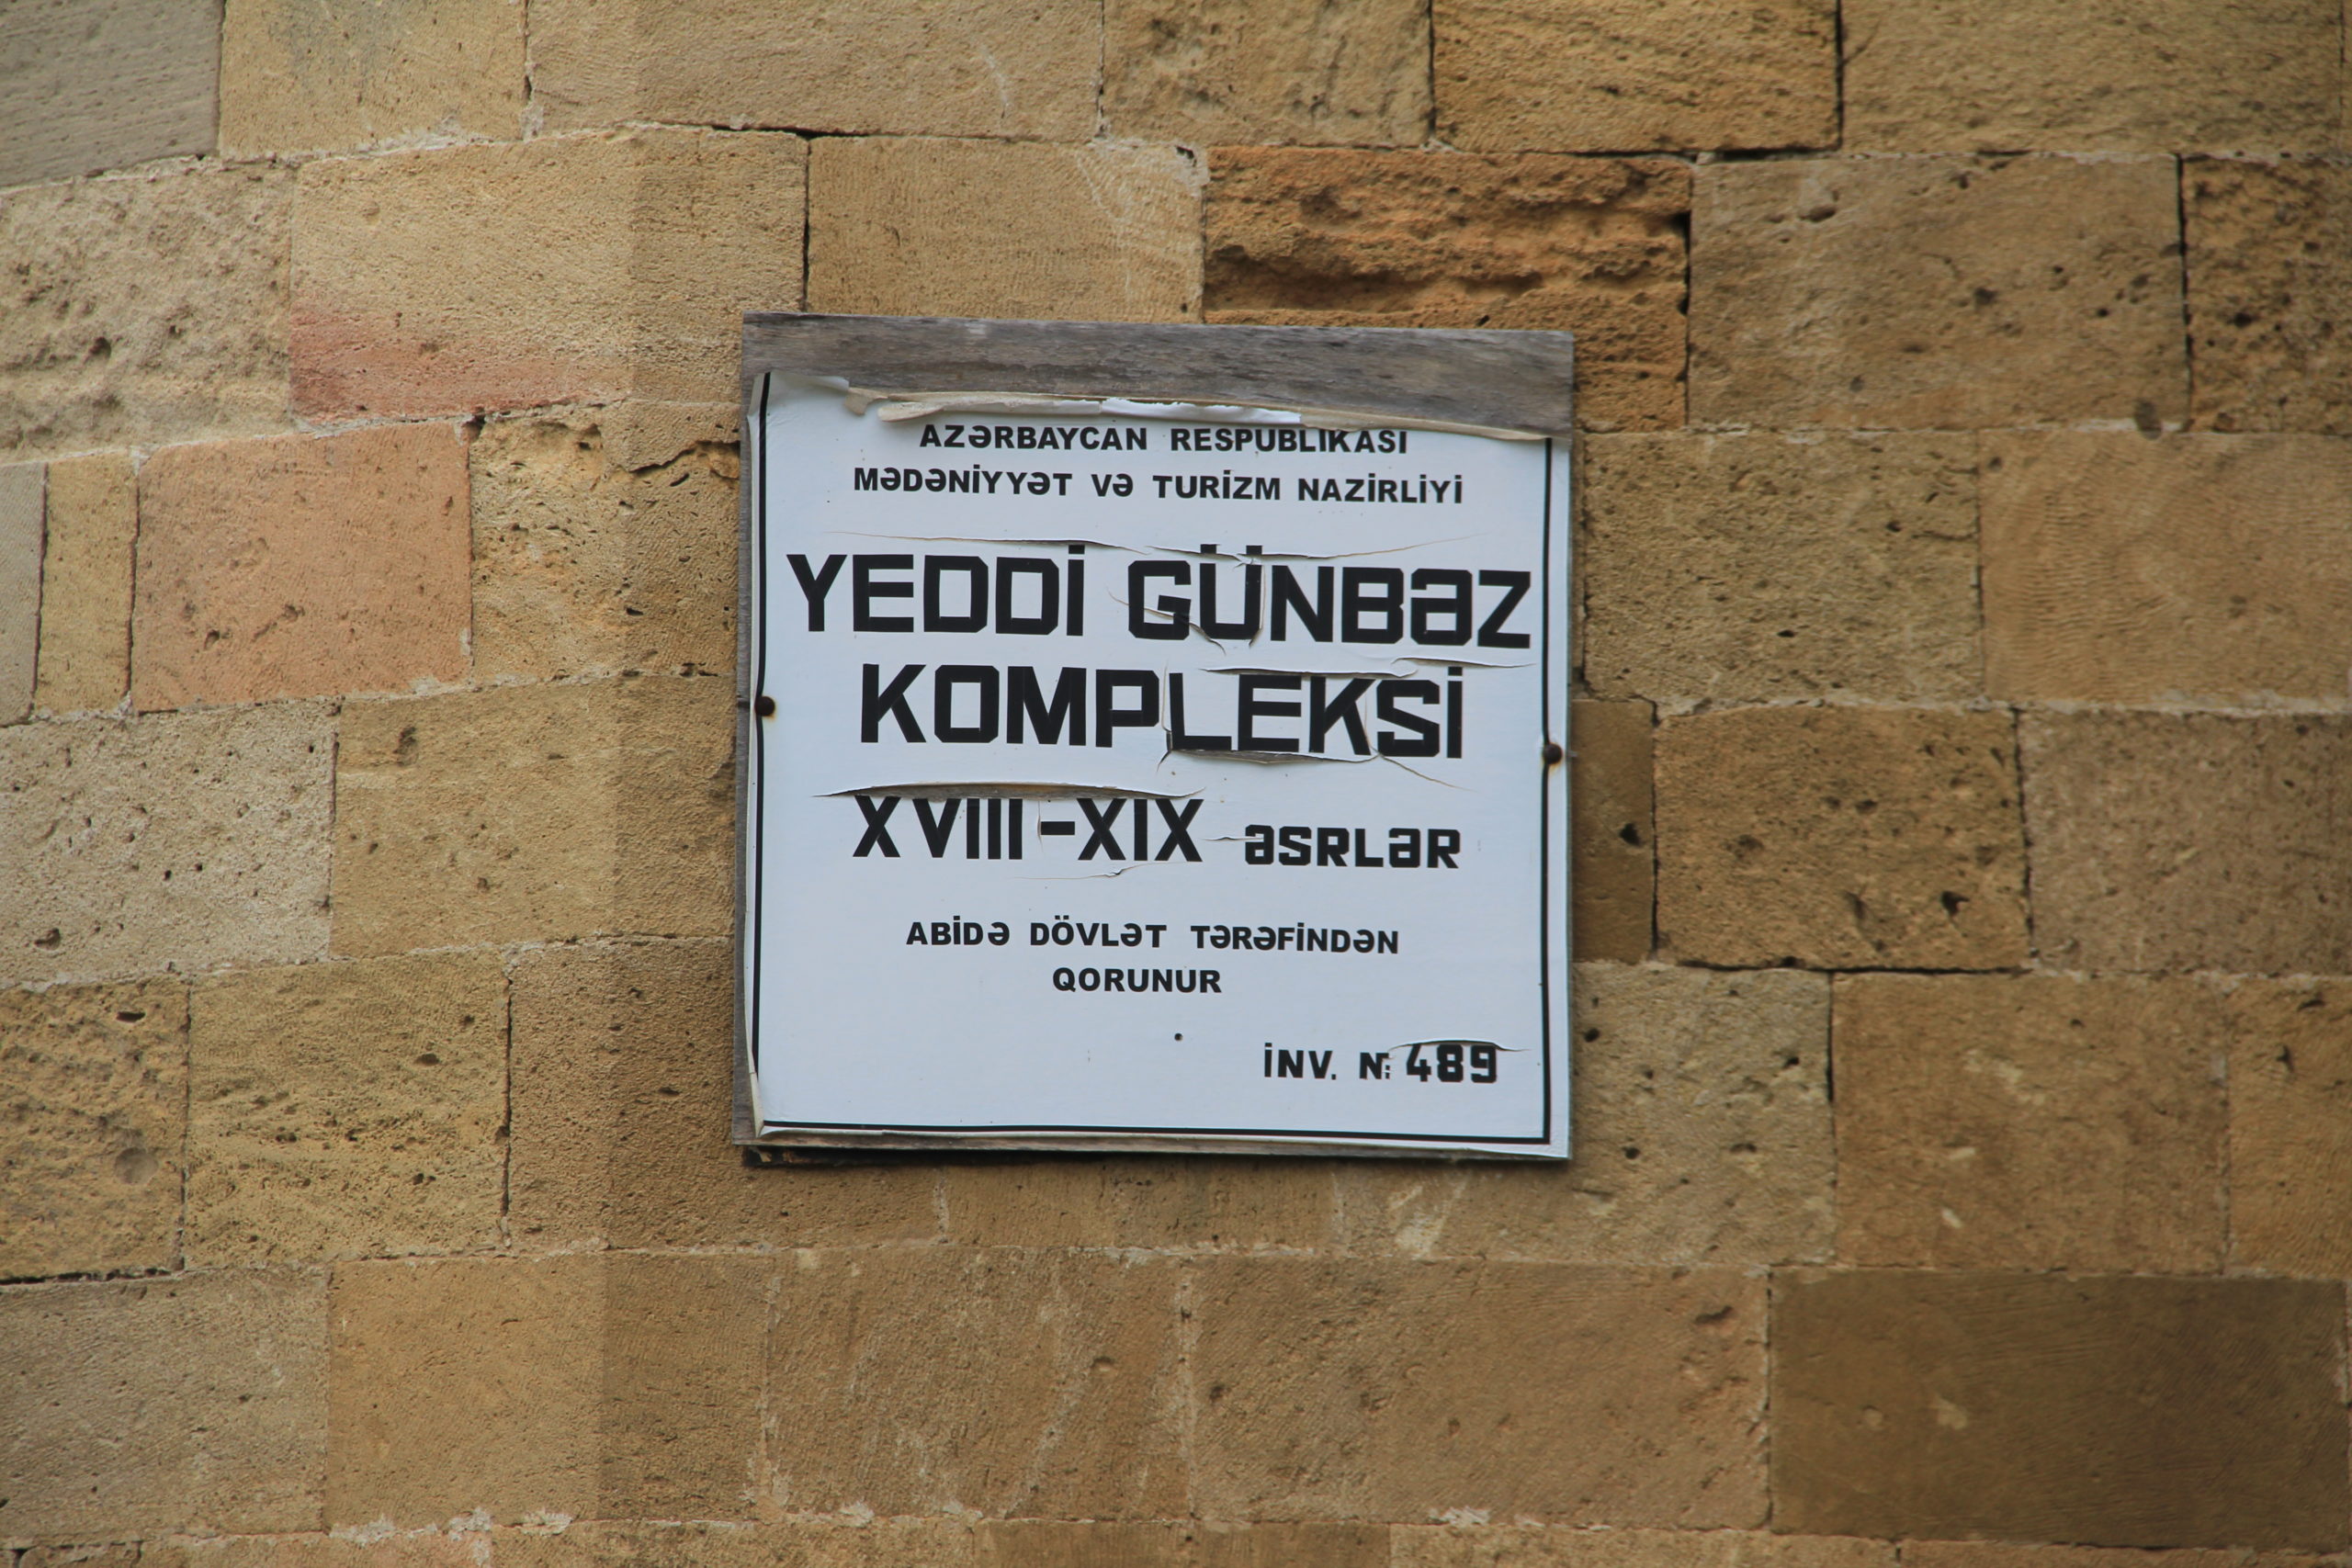 AZƏRBAYCAN RESPUBLİKASI
MƏDƏNİYYƏT VƏ TURİZM NAZİRLİYİ
YEDDİ GÜNBƏZ
KOMPLEKSİ
XVIII-XIX ƏSRLƏR
ABİDƏ DÖVLƏT TƏRƏFİNDƏN
QORUNUR
İNV. N: 489